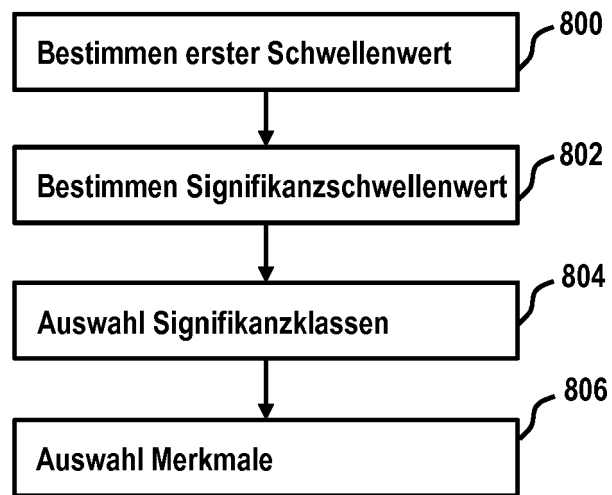 800
Bestimmen erster Schwellenwert
802
Bestimmen Signifikanzschwellenwert
804
Auswahl Signifikanzklassen
806
Auswahl Merkmale